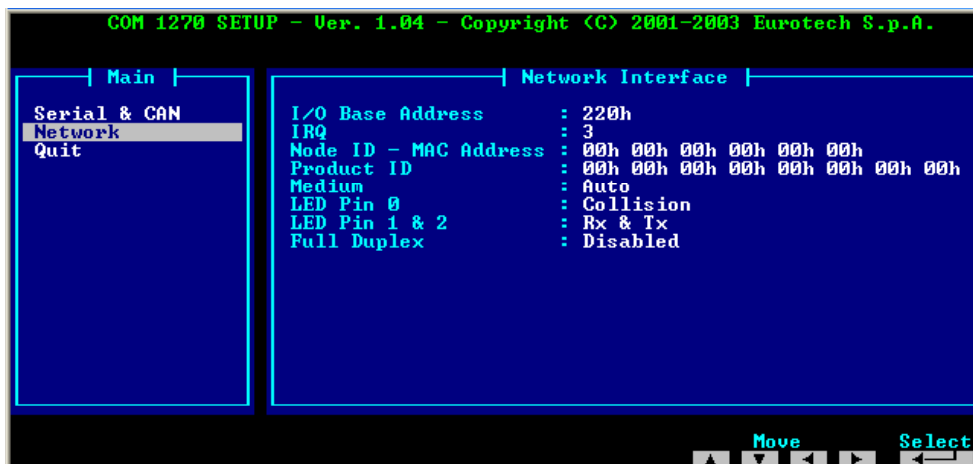 COM 1270 SETUP - Ver. 1.04 - Copyright (C) 2001-2003 Eurotech S.p.A.
Main
Serial & CAN
Network
Quit
Network Interface
I/O Base Address : 220h
IRQ : 3
Node ID - MAC Address : 00h 00h 00h 00h 00h 00h
Product ID : 00h 00h 00h 00h 00h 00h 00h 00h
Medium : Auto
LED Pin 0 : Collision
LED Pin 1 & 2 : Rx & Tx
Full Duplex : Disabled
Move Select